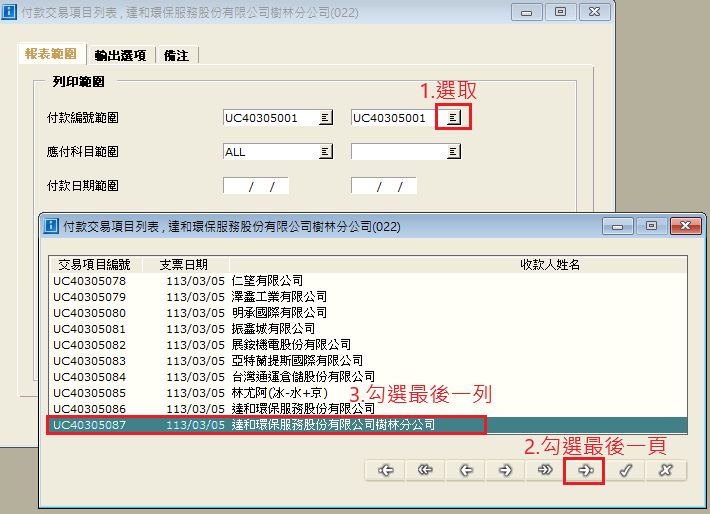 付款交易項目列表 , 達和環保服務股份有限公司樹林分公司(022)
報表範圍 輸出選項 備注
列印範圍
1.選取
付款編號範圍 UC40305001 UC40305001
應付科目範圍 ALL
付款日期範圍 / / / /
付款交易項目列表 , 達和環保服務股份有限公司樹林分公司(022)
交易項目編號 支票日期 收款人姓名
UC40305078 113/03/05 仁望有限公司
UC40305079 113/03/05 澤鑫工業有限公司
UC40305080 113/03/05 明承國際有限公司
UC40305081 113/03/05 振鑫城有限公司
UC40305082 113/03/05 展銨機電股份有限公司
UC40305083 113/03/05 亞特蘭提斯國際有限公司
UC40305084 113/03/05 台灣通運倉儲股份有限公司
UC40305085 113/03/05 林尤阿(冰-水+京)
3.勾選最後一列
UC40305086 113/03/05 達和環保服務股份有限公司
UC40305087 113/03/05 達和環保服務股份有限公司樹林分公司
2.勾選最後一頁